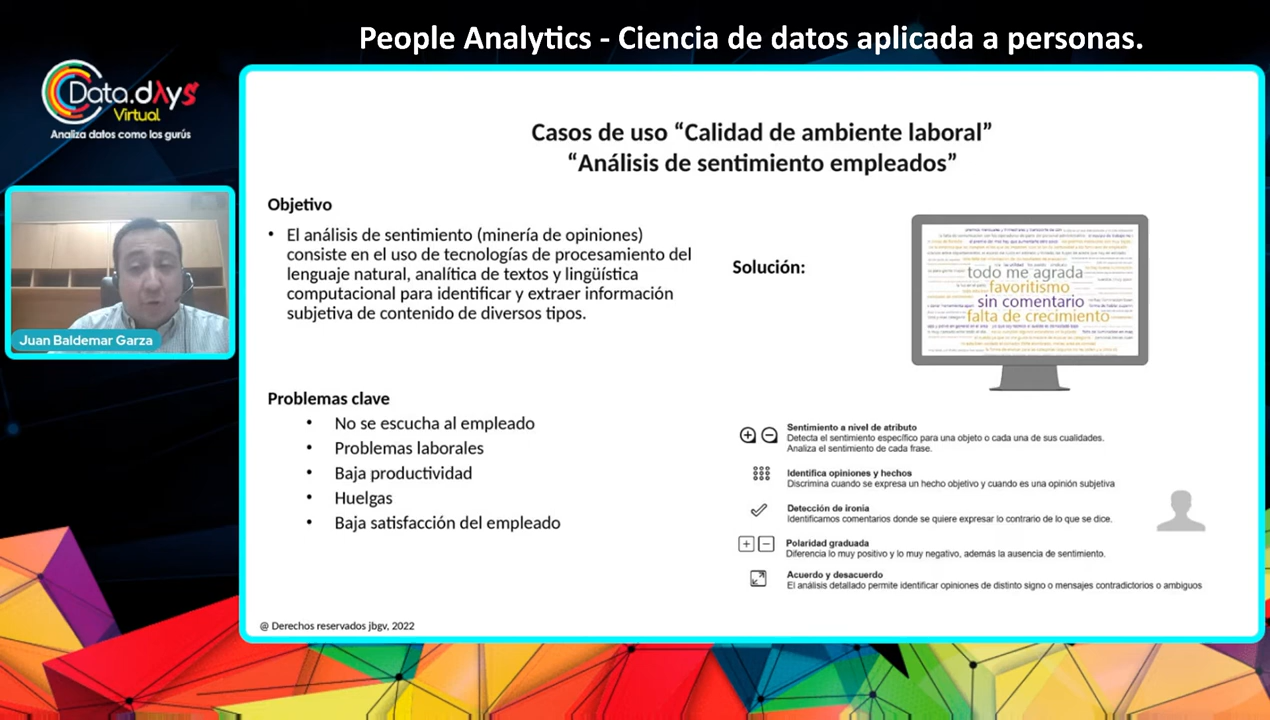 People Analytics - Ciencia de datos aplicada a personas.
Data.dλys
Virtual
Analiza datos como los gurús
Juan Baldemar Garza
Casos de uso “Calidad de ambiente laboral”
“Análisis de sentimiento empleados”
Objetivo
• El análisis de sentimiento (minería de opiniones)
consiste en el uso de tecnologías de procesamiento del
lenguaje natural, analítica de textos y lingüística
computacional para identificar y extraer información
subjetiva de contenido de diversos tipos.
Problemas clave
• No se escucha al empleado
• Problemas laborales
• Baja productividad
• Huelgas
• Baja satisfacción del empleado
Solución:
todo me agrada
favoritismo
sin comentario
falta de crecimiento
Sentimiento a nivel de atributo
Detecta el sentimiento específico para una objeto o cada una de sus cualidades.
Analiza el sentimiento de cada frase.
Identifica opiniones y hechos
Discrimina cuando se expresa un hecho objetivo y cuando es una opinión subjetiva
Detección de ironía
Identificamos comentarios donde se quiere expresar lo contrario de lo que se dice.
Polaridad graduada
Diferencia lo muy positivo y lo muy negativo, además la ausencia de sentimiento.
Acuerdo y desacuerdo
El análisis detallado permite identificar opiniones de distinto signo o mensajes contradictorios o ambiguos
@ Derechos reservados jbgv, 2022